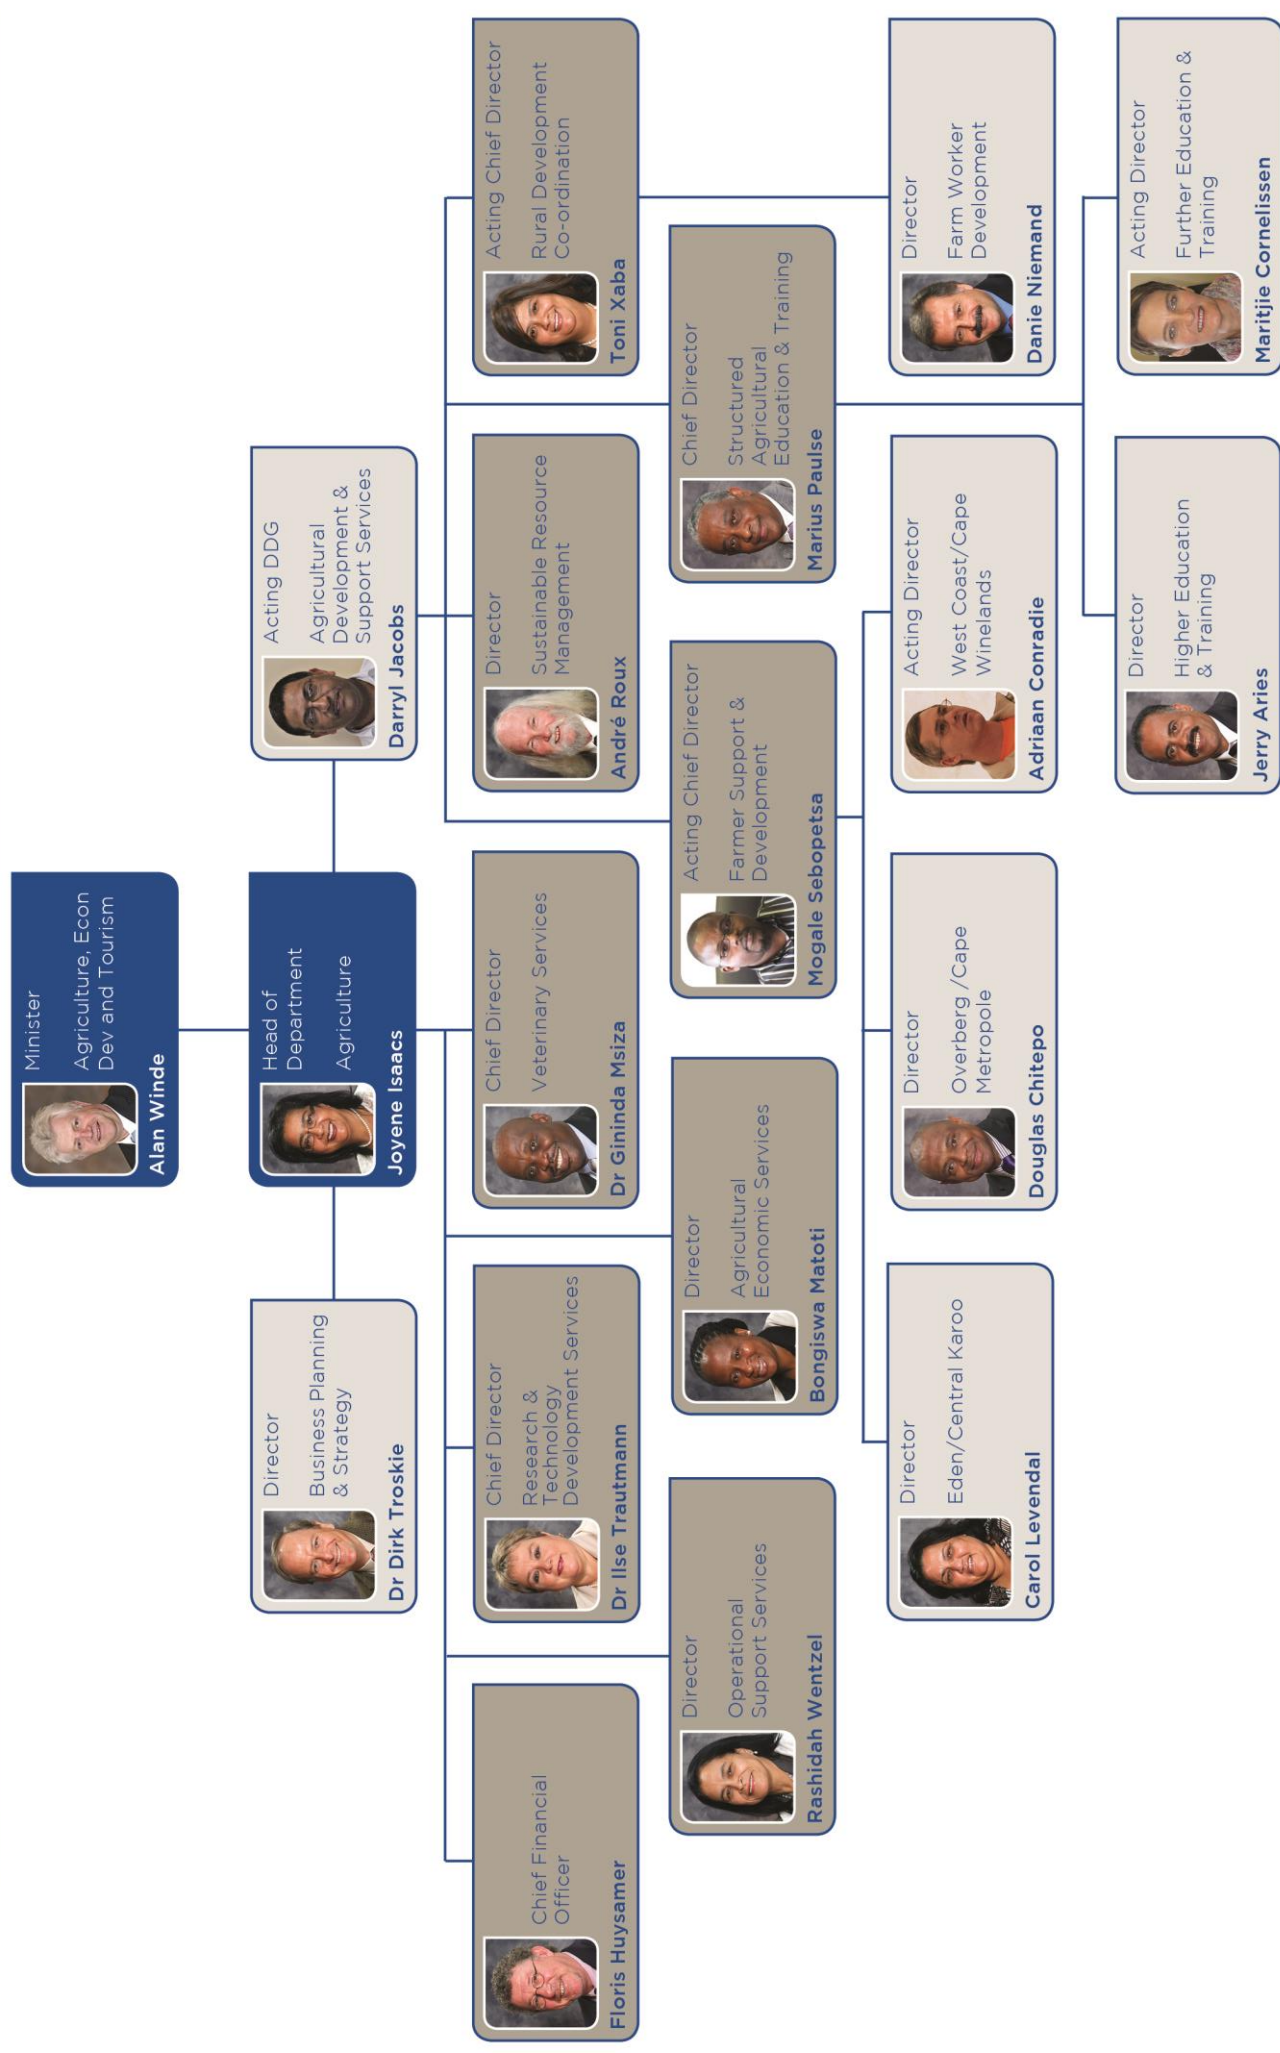 Minister
Agriculture, Econ
Dev and Tourism
Alan Winde
Director
Business Planning
& Strategy
Dr Dirk Troskie
Head of
Department
Agriculture
Joyene Isaacs
Acting DDG
Agricultural
Development &
Support Services
Darryl Jacobs
Chief Financial
Officer
Floris Huysamer
Chief Director
Research &
Technology
Development Services
Dr Ilse Trautmann
Chief Director
Veterinary Services
Dr Gininda Msiza
Director
Sustainable Resource
Management
André Roux
Acting Chief Director
Rural Development
Co-ordination
Toni Xaba
Director
Operational
Support Services
Rashidah Wentzel
Director
Agricultural
Economic Services
Bongiswa Matoti
Acting Chief Director
Farmer Support &
Development
Mogale Sebopetsa
Chief Director
Structured
Agricultural
Education & Training
Marius Paulse
Director
Eden/Central Karoo
Carol Levendal
Director
Overberg /Cape
Metropole
Douglas Chitepo
Acting Director
West Coast/Cape
Winelands
Adrian Conradie
Director
Farm Worker
Development
Danie Niemand
Director
Higher Education
& Training
Jerry Aries
Acting Director
Further Education &
Training
Maritjie Cornelissen